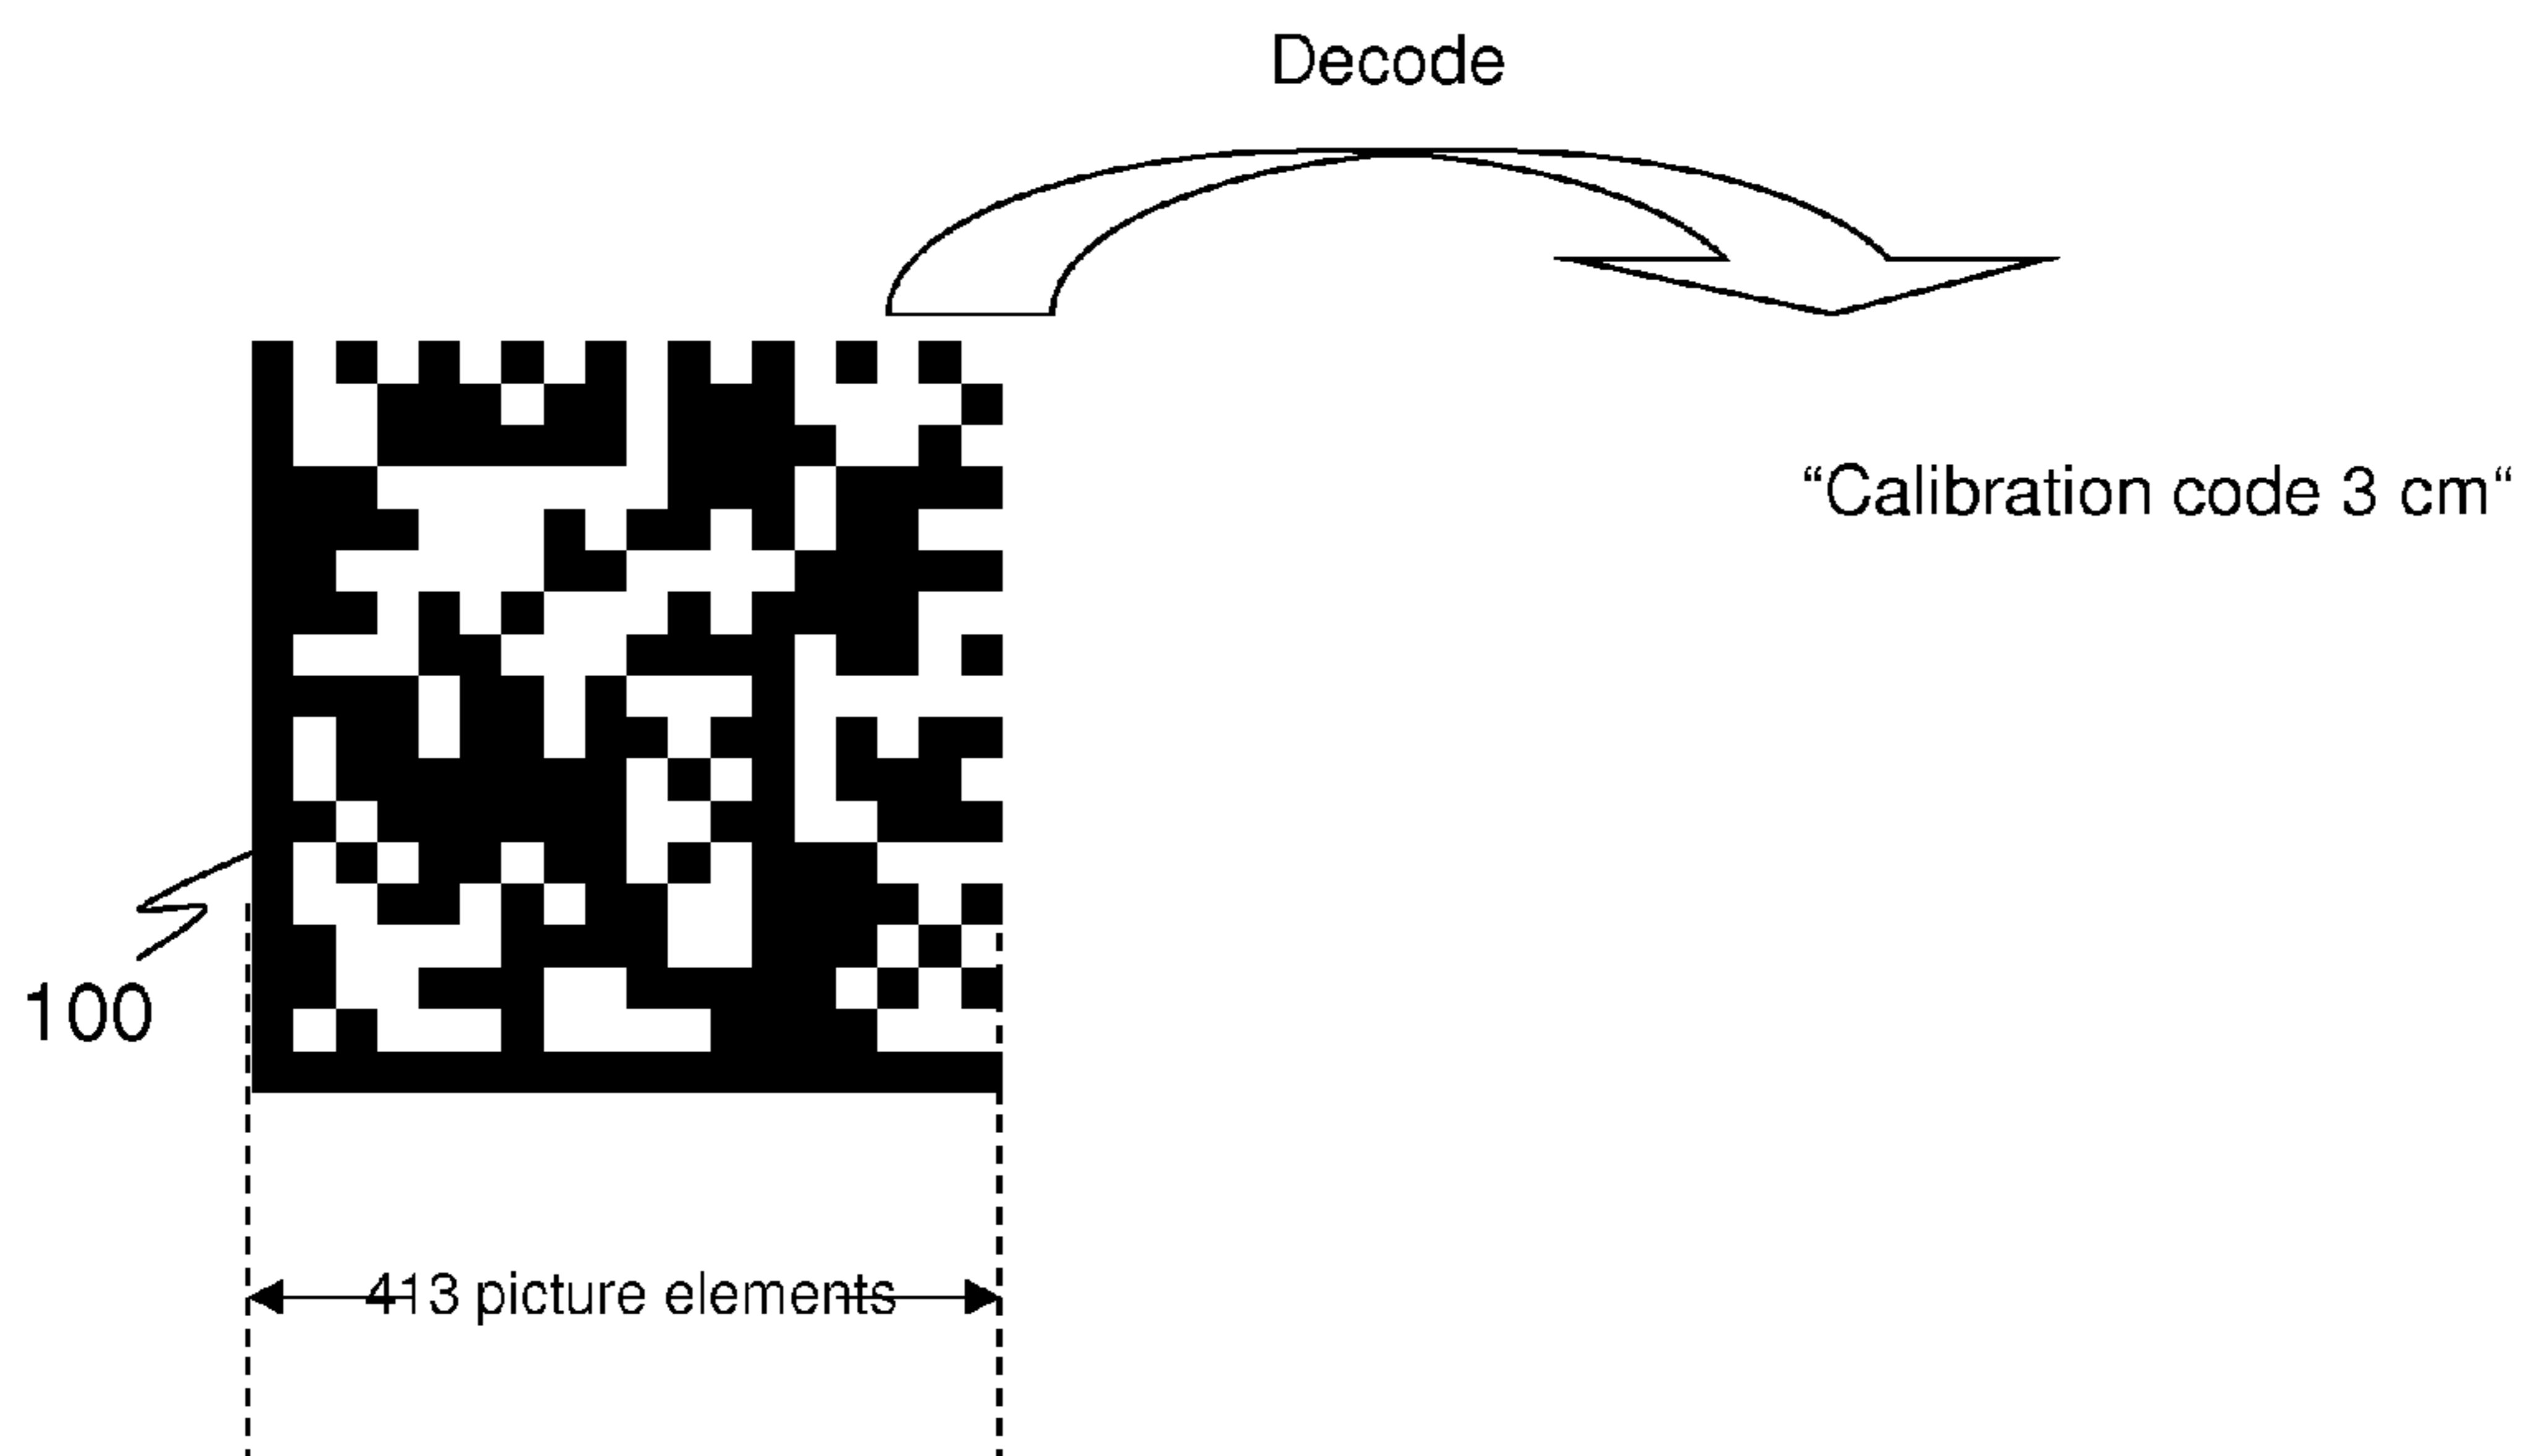 Decode
“Calibration code 3 cm“
100
413 picture elements